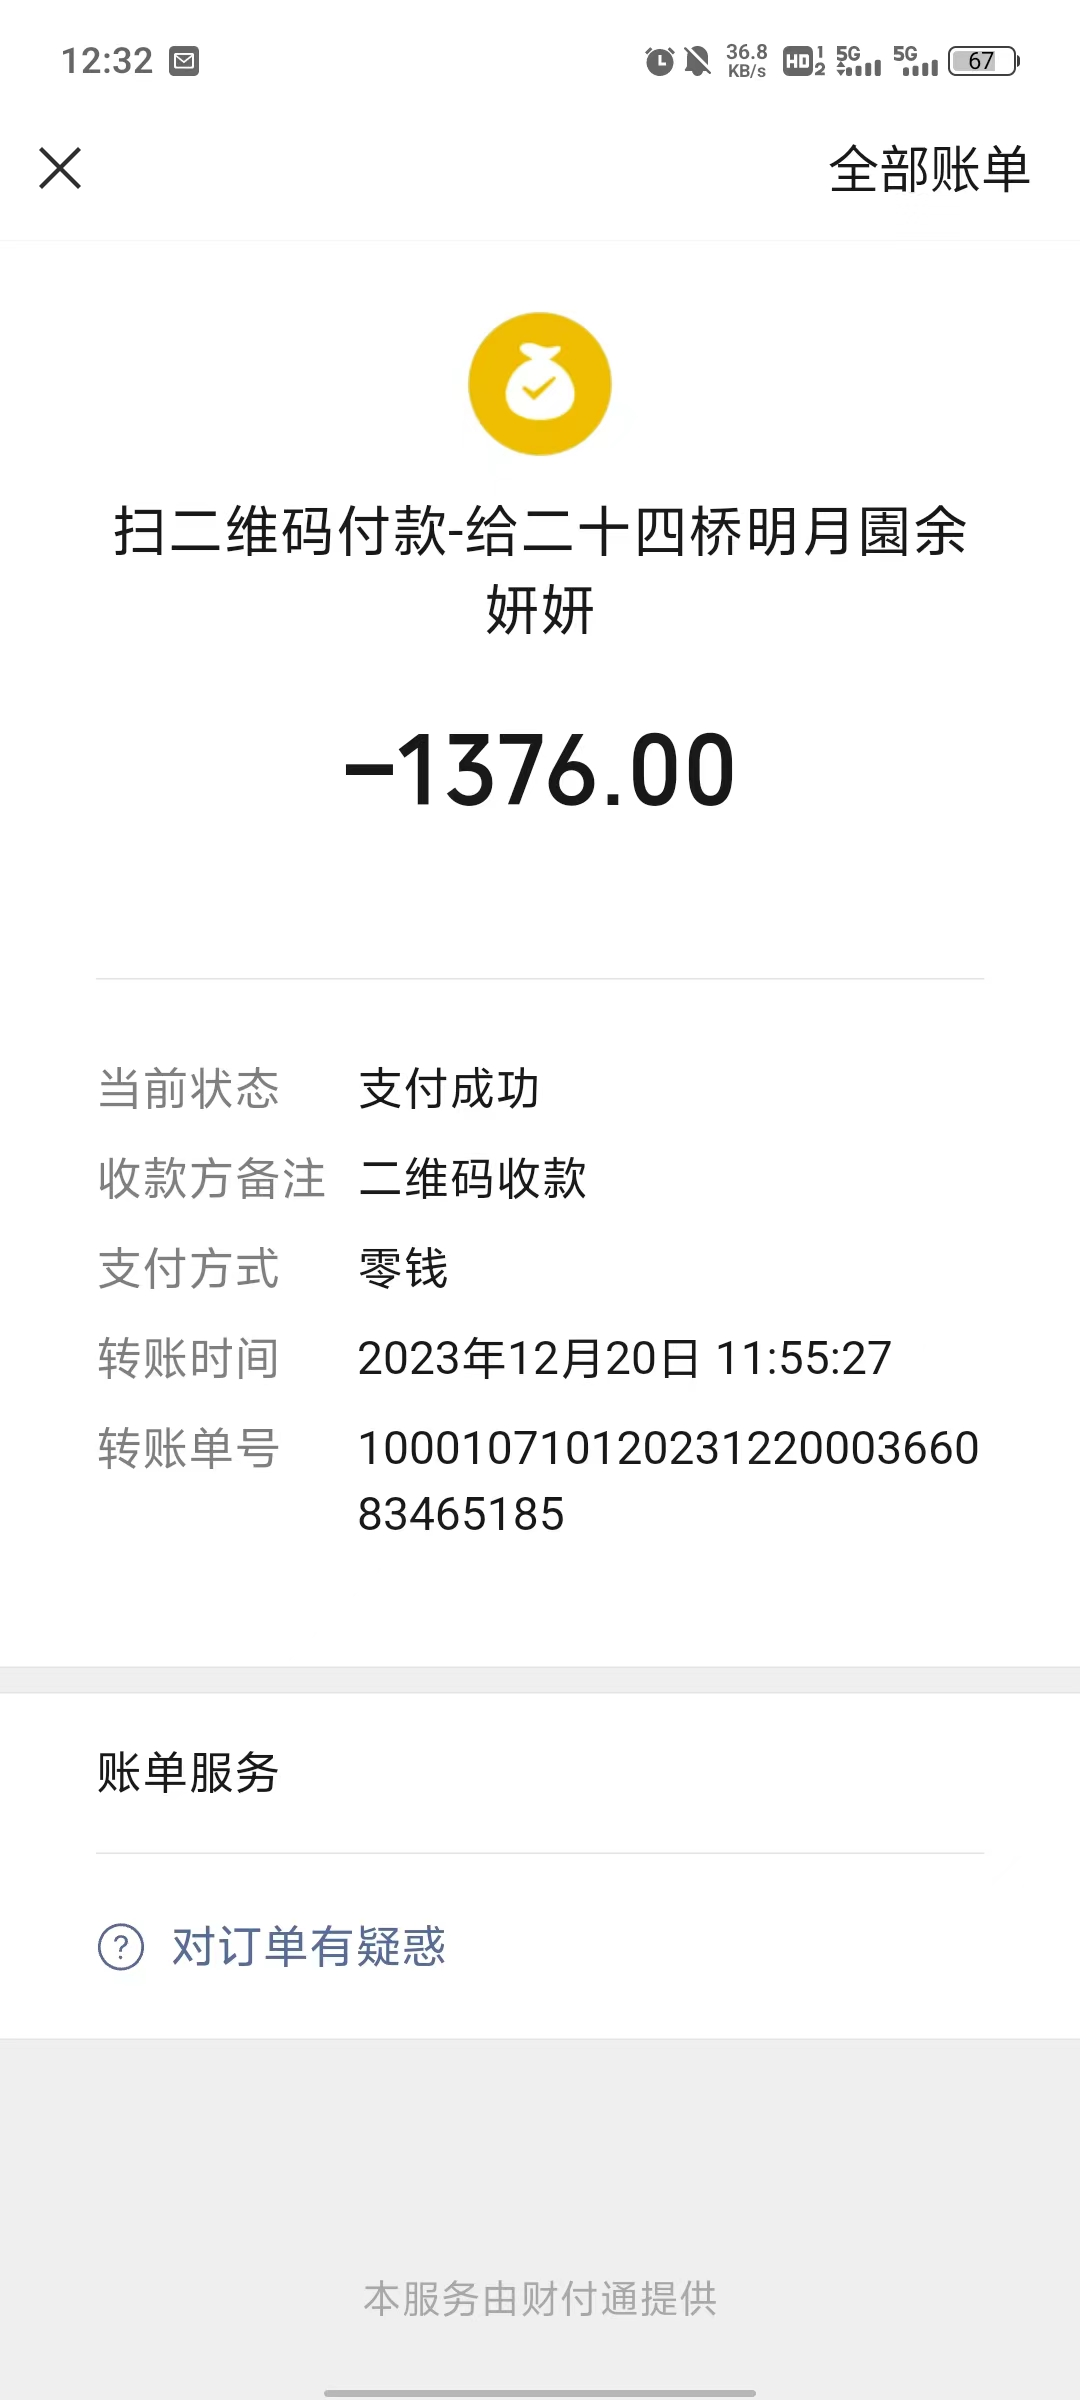 12:32
36.8
KB/s
HD 1 2 5G 5G 67
全部账单
扫二维码付款-给二十四桥明月園余
妍妍
-1376.00
当前状态 支付成功
收款方备注 二维码收款
支付方式 零钱
转账时间 2023年12月20日 11:55:27
转账单号 100010710120231220003660
83465185
账单服务
? 对订单有疑惑
本服务由财付通提供